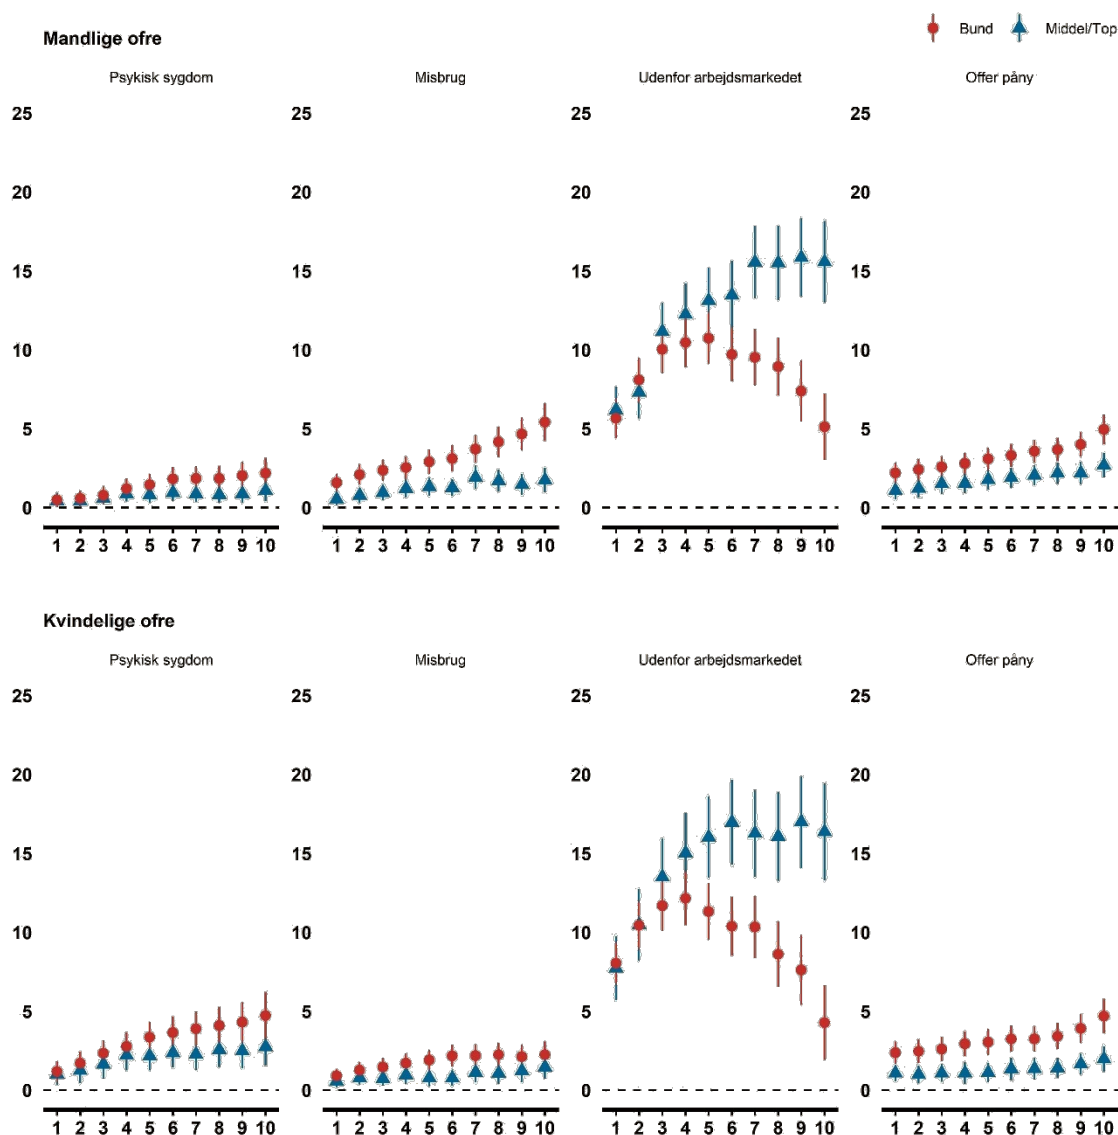 Bund Middel/Top
Mandlige ofre
Psykisk sygdom Misbrug Udenfor arbejdsmarkedet Offer påny
25 25 25 25
20 20 20 20
15 15 15 15
10 10 10 10
5 5 5 5
0 0 0 0
1 2 3 4 5 6 7 8 9 10 1 2 3 4 5 6 7 8 9 10 1 2 3 4 5 6 7 8 9 10 1 2 3 4 5 6 7 8 9 10
Kvindelige ofre
Psykisk sygdom Misbrug Udenfor arbejdsmarkedet Offer påny
25 25 25 25
20 20 20 20
15 15 15 15
10 10 10 10
5 5 5 5
0 0 0 0
1 2 3 4 5 6 7 8 9 10 1 2 3 4 5 6 7 8 9 10 1 2 3 4 5 6 7 8 9 10 1 2 3 4 5 6 7 8 9 10